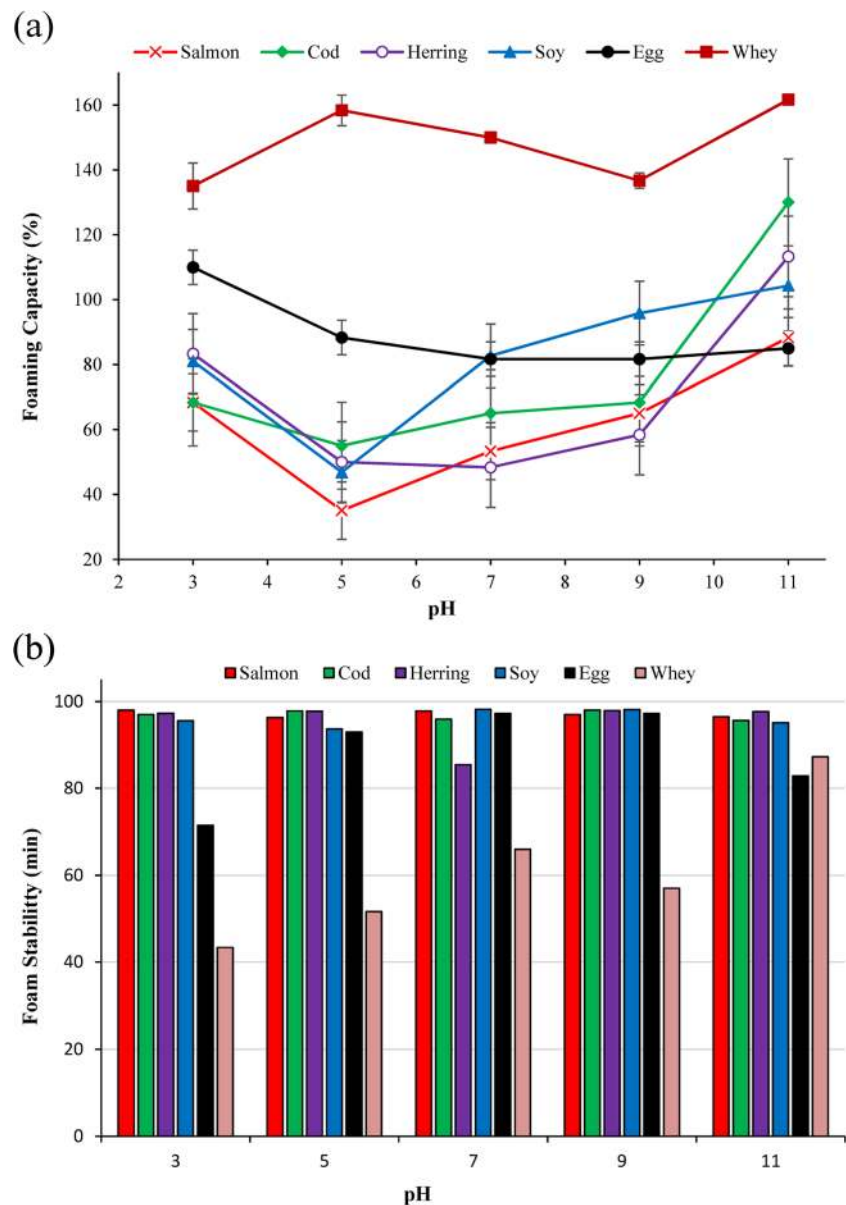 (a)
Salmon Cod Herring Soy Egg Whey
160
140
120
100
80
60
40
20
Foaming Capacity (%)
2 3 4 5 6 7 8 9 10 11
pH
(b)
Salmon Cod Herring Soy Egg Whey
100
80
60
40
20
0
Foam Stabilitty (min)
3 5 7 9 11
pH